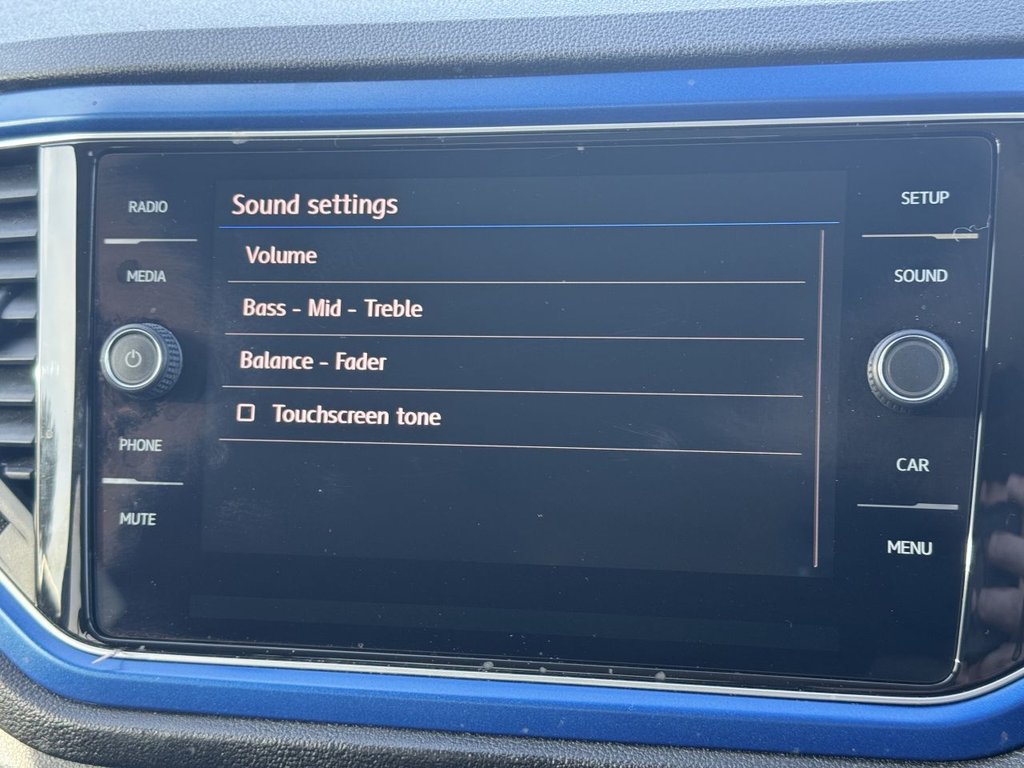 RADIO
MEDIA
PHONE
MUTE
Sound settings
Volume
Bass - Mid - Treble
Balance - Fader
Touchscreen tone
SETUP
SOUND
CAR
MENU